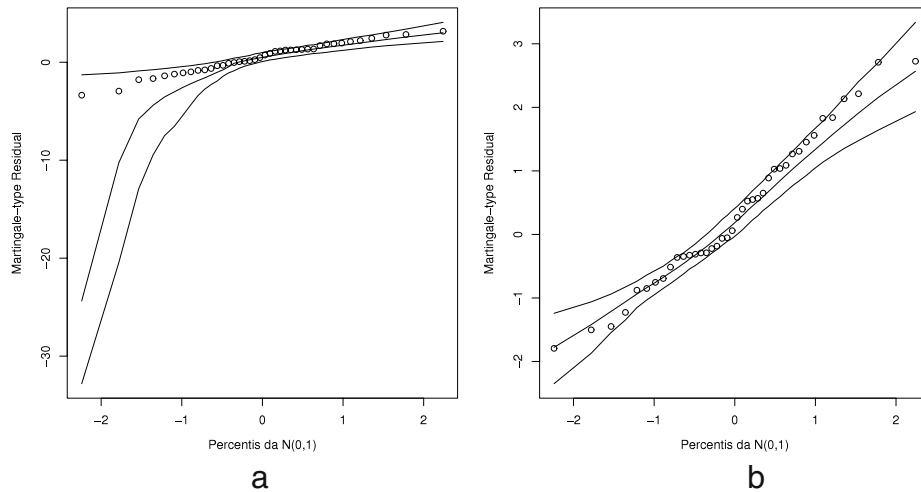 Martingale-type Residual
0
−10
−20
−30
−2 −1 0 1 2
Percentis da N(0,1)
a
Martingale-type Residual
3
2
1
0
−1
−2
−2 −1 0 1 2
Percentis da N(0,1)
b